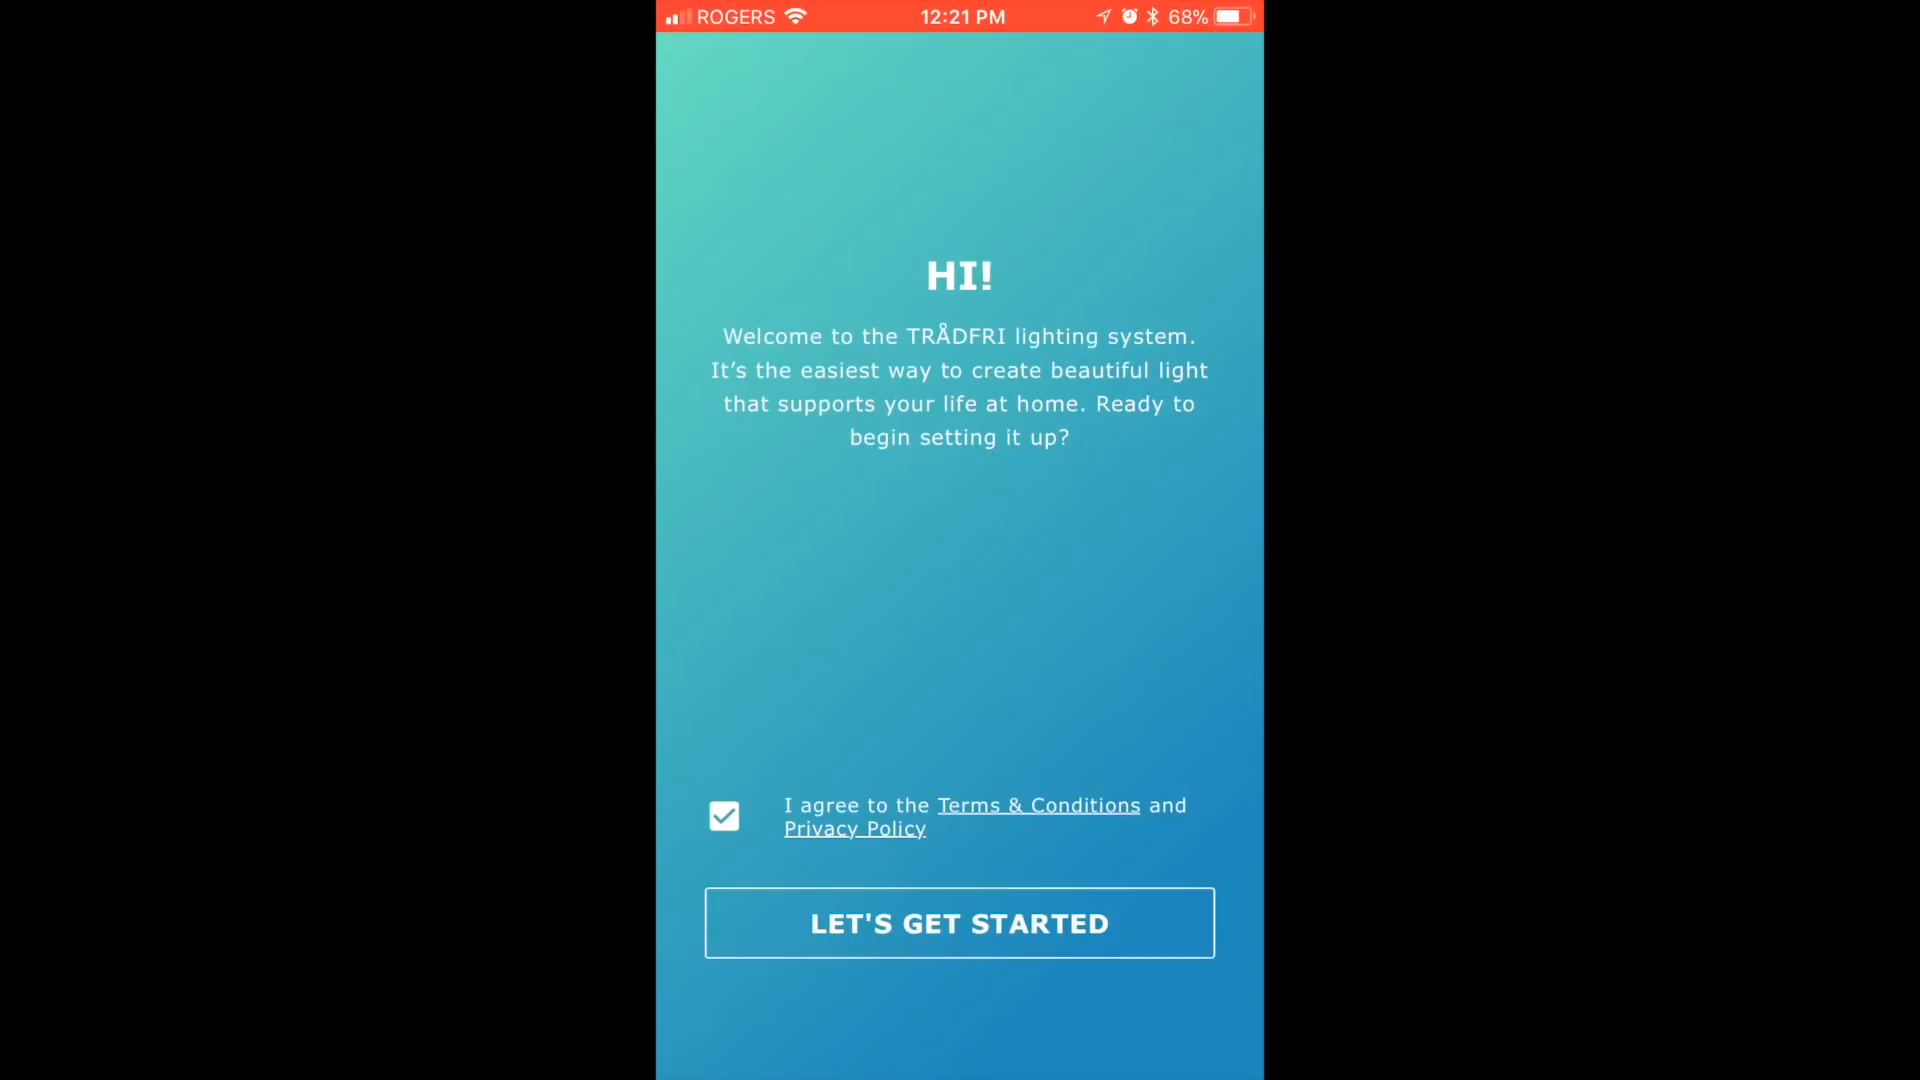 ROGERS 12:21 PM 68%
HI!
Welcome to the TRÅDFRI lighting system.
It’s the easiest way to create beautiful light
that supports your life at home. Ready to
begin setting it up?
I agree to the Terms & Conditions and
Privacy Policy
LET'S GET STARTED